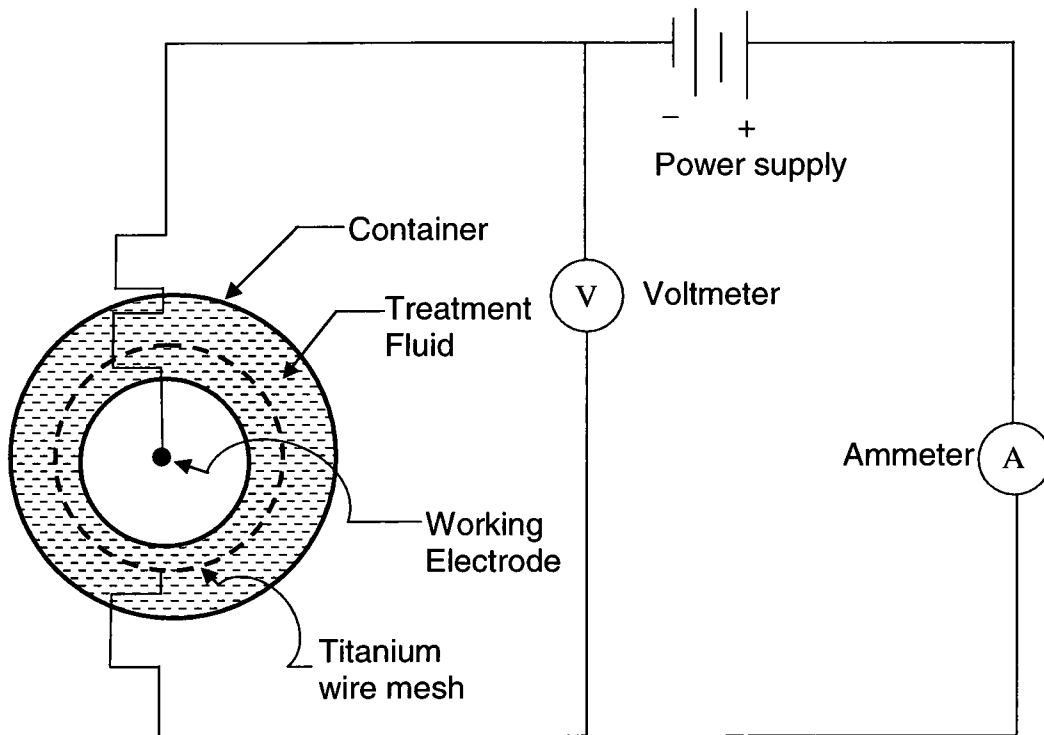 − +
Power supply
Container
Treatment
Fluid
V Voltmeter
Ammeter A
Working
Electrode
Titanium
wire mesh